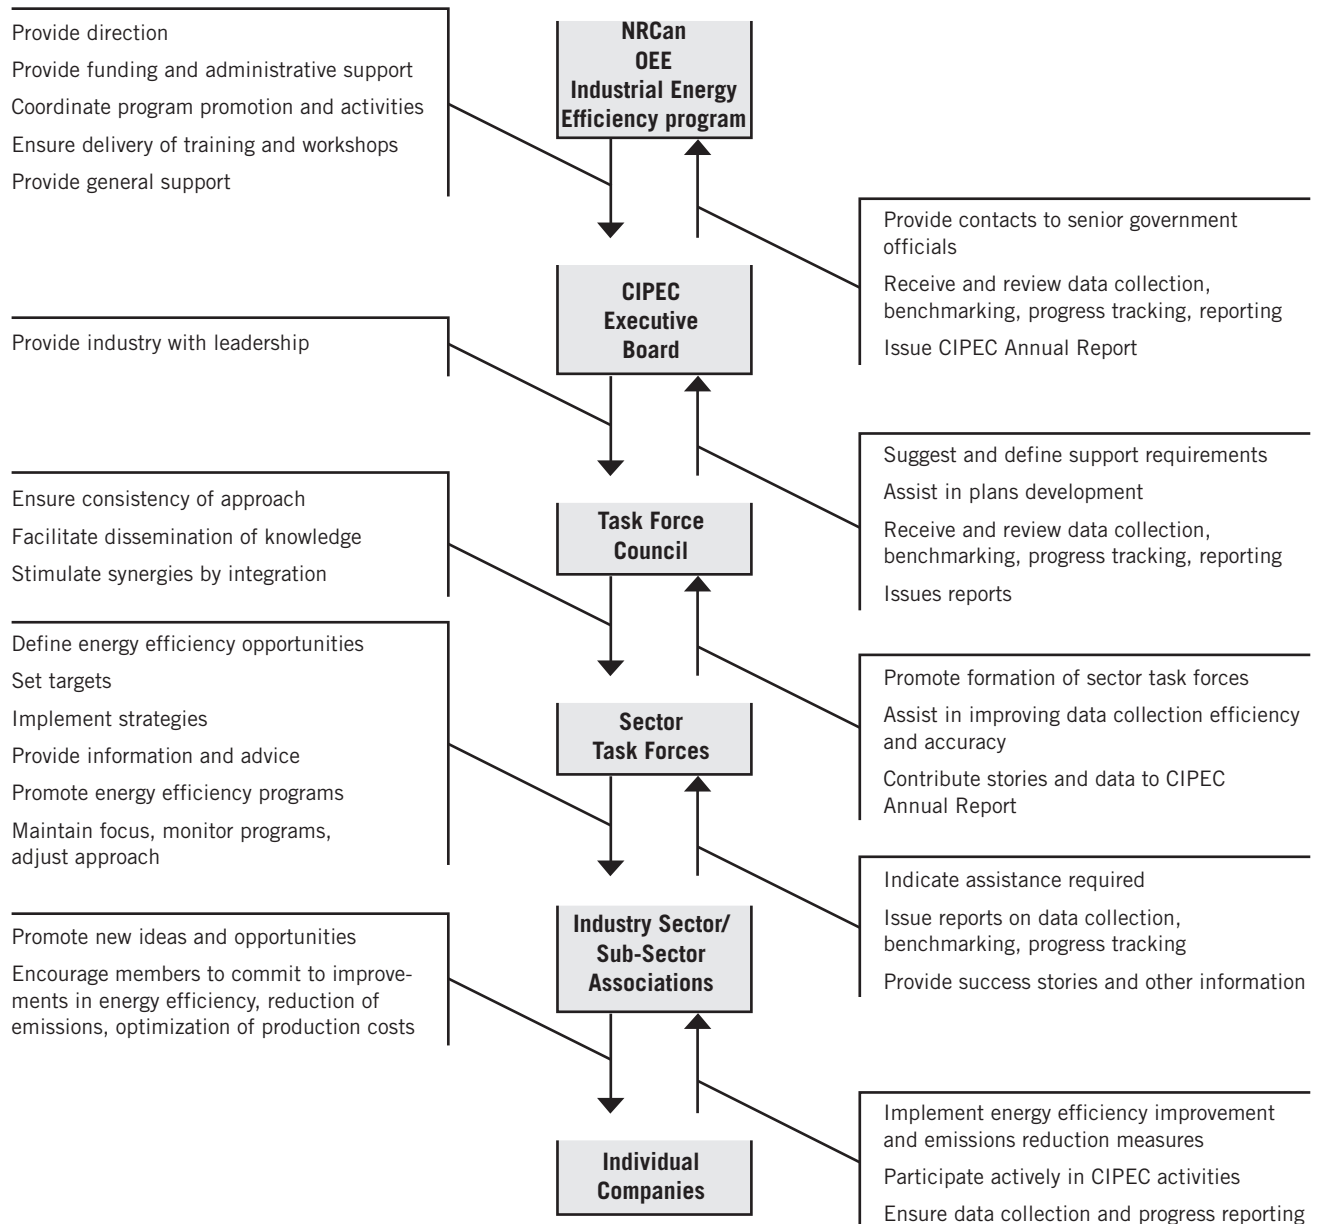 Provide direction
Provide funding and administrative support
Coordinate program promotion and activities
Ensure delivery of training and workshops
Provide general support
NRCan
OEE
Industrial Energy
Efficiency program
Provide contacts to senior government
officials
Receive and review data collection,
benchmarking, progress tracking, reporting
Issue CIPEC Annual Report
CIPEC
Executive
Board
Provide industry with leadership
Suggest and define support requirements
Assist in plans development
Receive and review data collection,
benchmarking, progress tracking, reporting
Issues reports
Ensure consistency of approach
Facilitate dissemination of knowledge
Stimulate synergies by integration
Task Force
Council
Define energy efficiency opportunities
Set targets
Implement strategies
Provide information and advice
Promote energy efficiency programs
Maintain focus, monitor programs,
adjust approach
Promote formation of sector task forces
Assist in improving data collection efficiency
and accuracy
Contribute stories and data to CIPEC
Annual Report
Sector
Task Forces
Indicate assistance required
Issue reports on data collection,
benchmarking, progress tracking
Provide success stories and other information
Industry Sector/
Sub-Sector
Associations
Promote new ideas and opportunities
Encourage members to commit to improve-
ments in energy efficiency, reduction of
emissions, optimization of production costs
Implement energy efficiency improvement
and emissions reduction measures
Participate actively in CIPEC activities
Ensure data collection and progress reporting
Individual
Companies